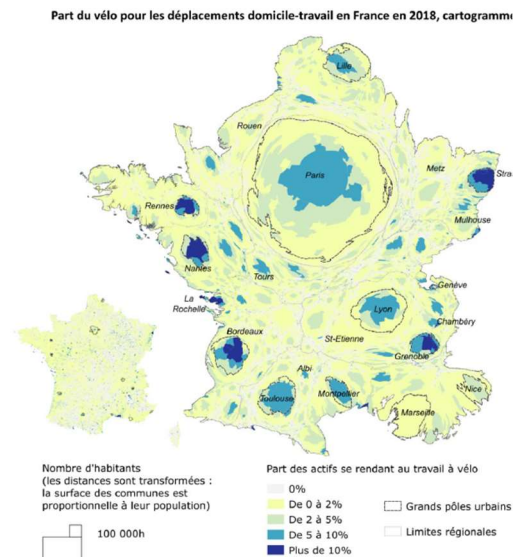 Part du vélo pour les déplacements domicile-travail en France en 2018, cartogramme
Lille
Rouen
Paris
Metz
Stra
Rennes
Mulhouse
Nantes
Tours
Genève
La
Rochelle
Lyon
Chambéry
Bordeaux
St-Etienne
Grenoble
Albi
Nice
Toulouse
Montpellier
Marseille
Nombre d'habitants
(les distances sont transformées :
la surface des communes est
proportionnelle à leur population)
100 000h
Part des actifs se rendant au travail à vélo
0%
De 0 à 2%
De 2 à 5%
De 5 à 10%
Plus de 10%
Grands pôles urbains
Limites régionales